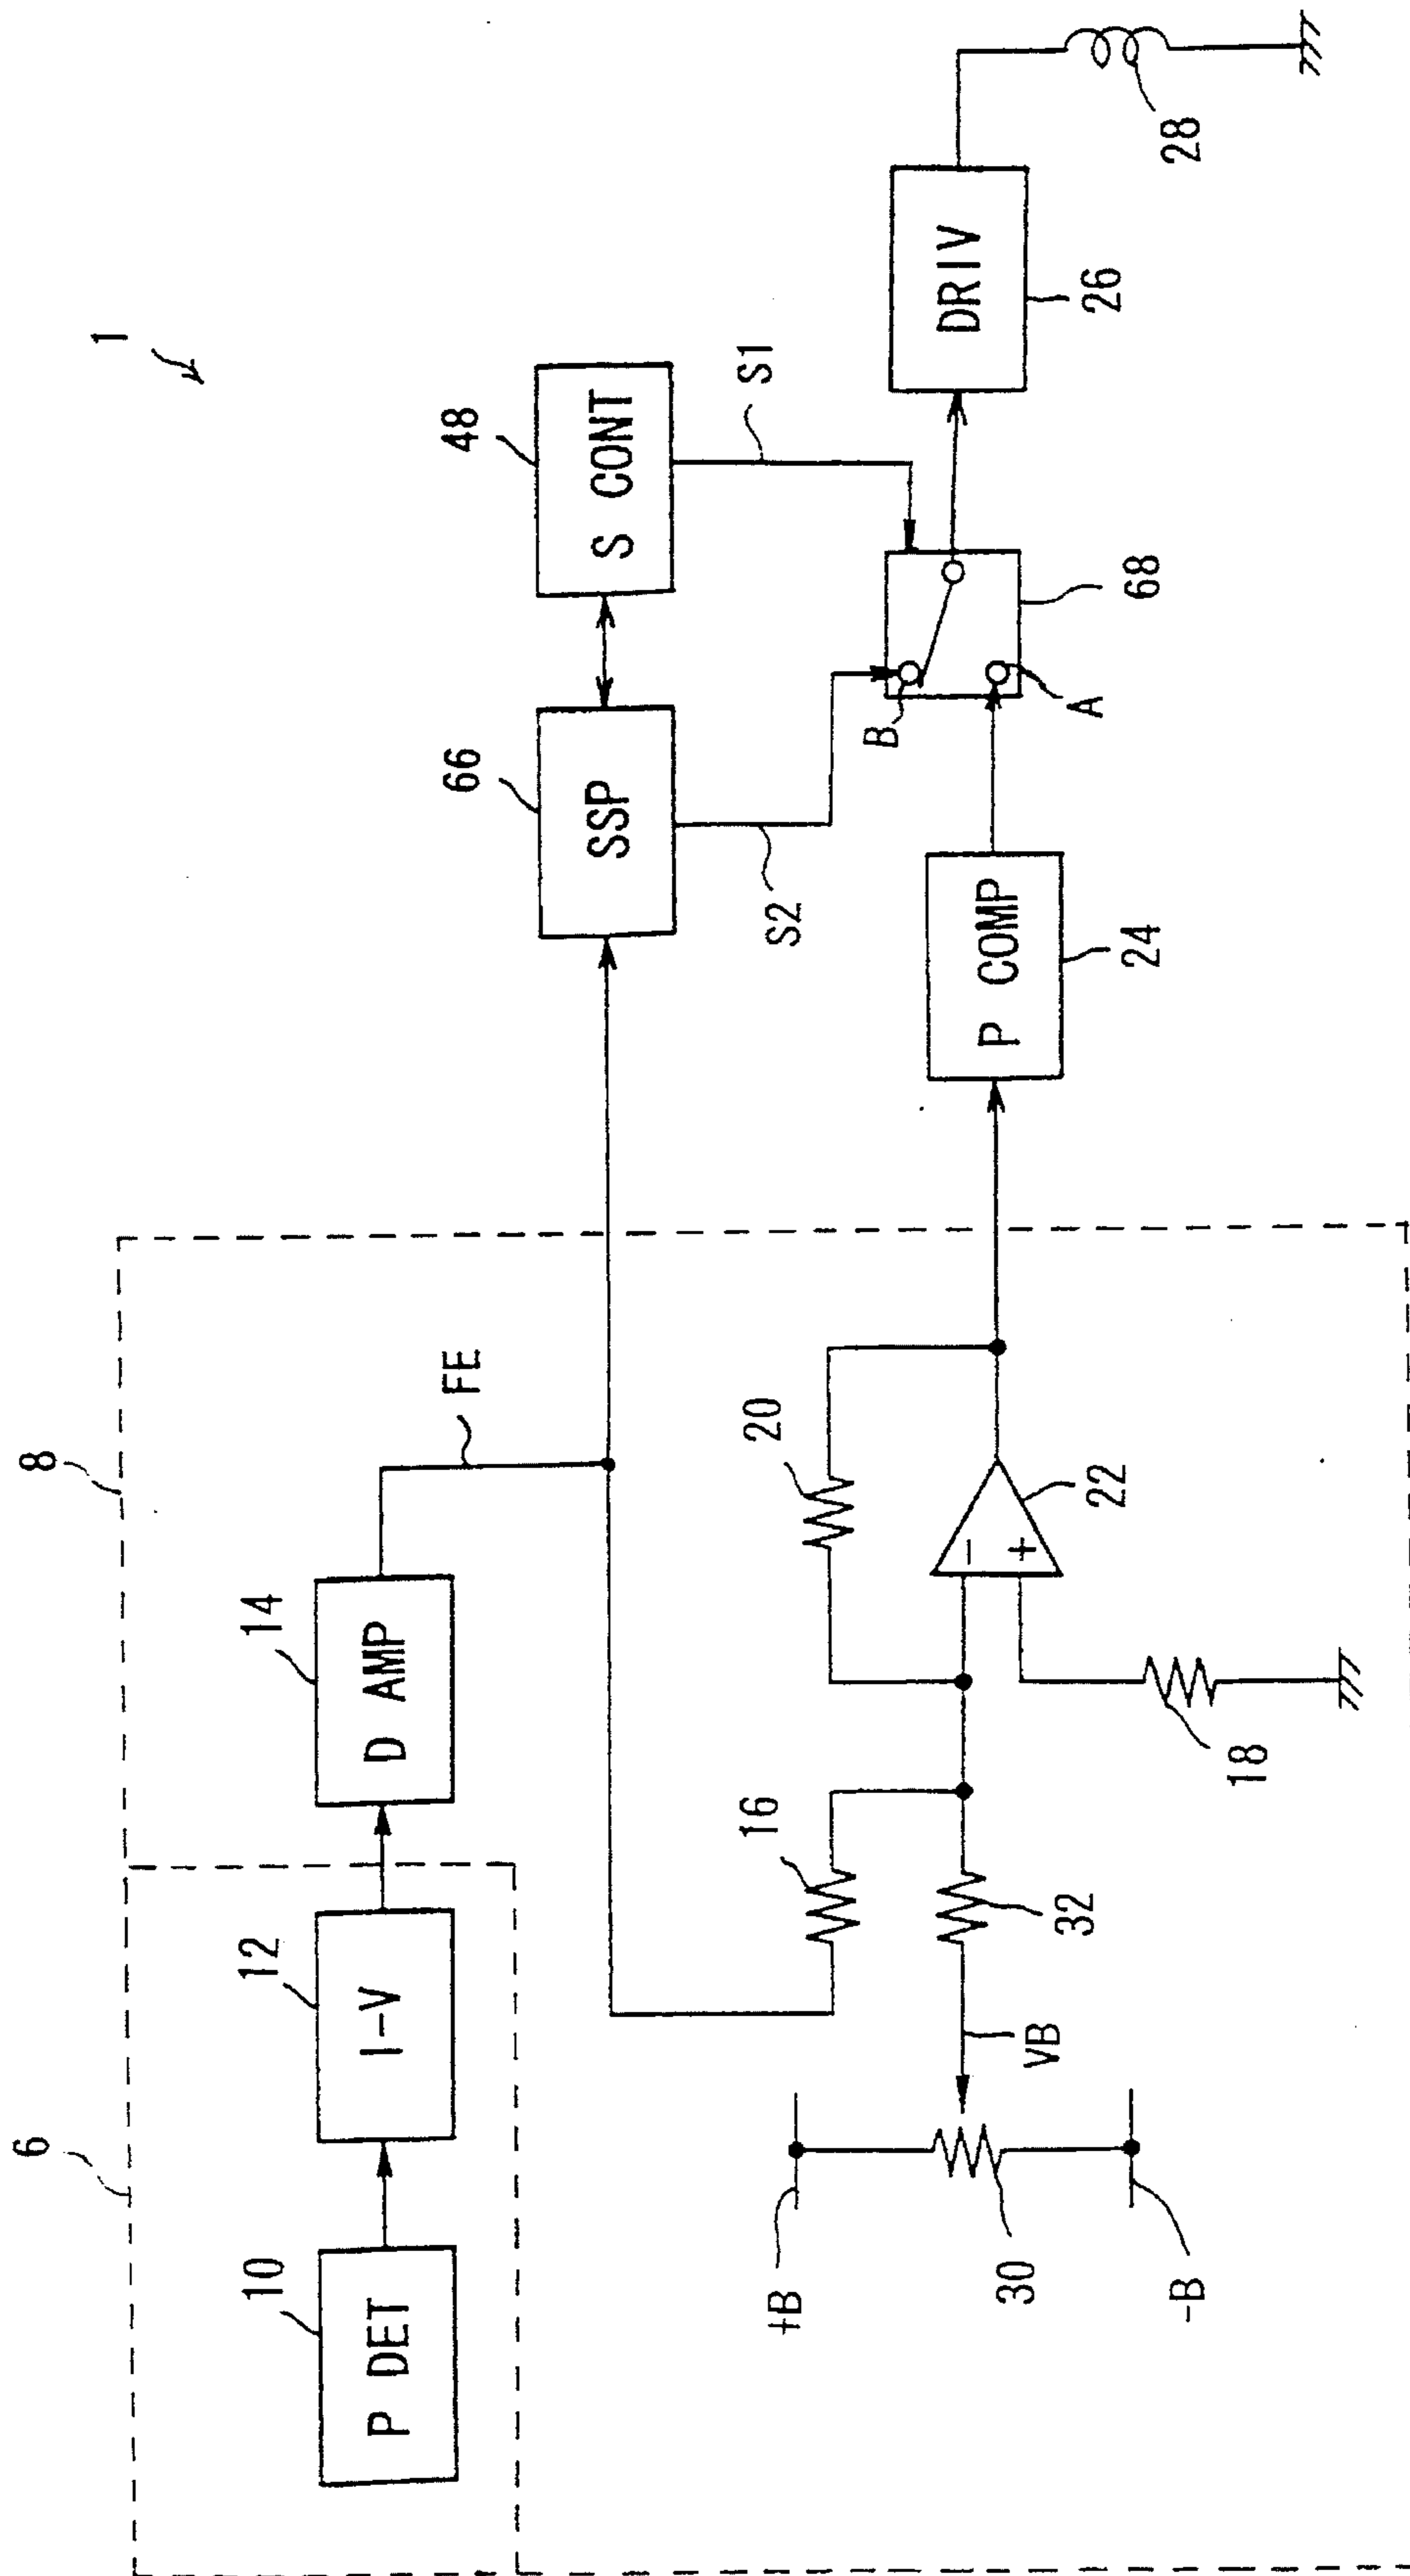 1
8
6
10
P DET
12
I-V
14
D AMP
FE
66
SSP
48
S CONT
S1
S2
B
A
68
DRIV
26
28
P COMP
24
20
16
22
-
+
32
18
VB
+B
30
-B